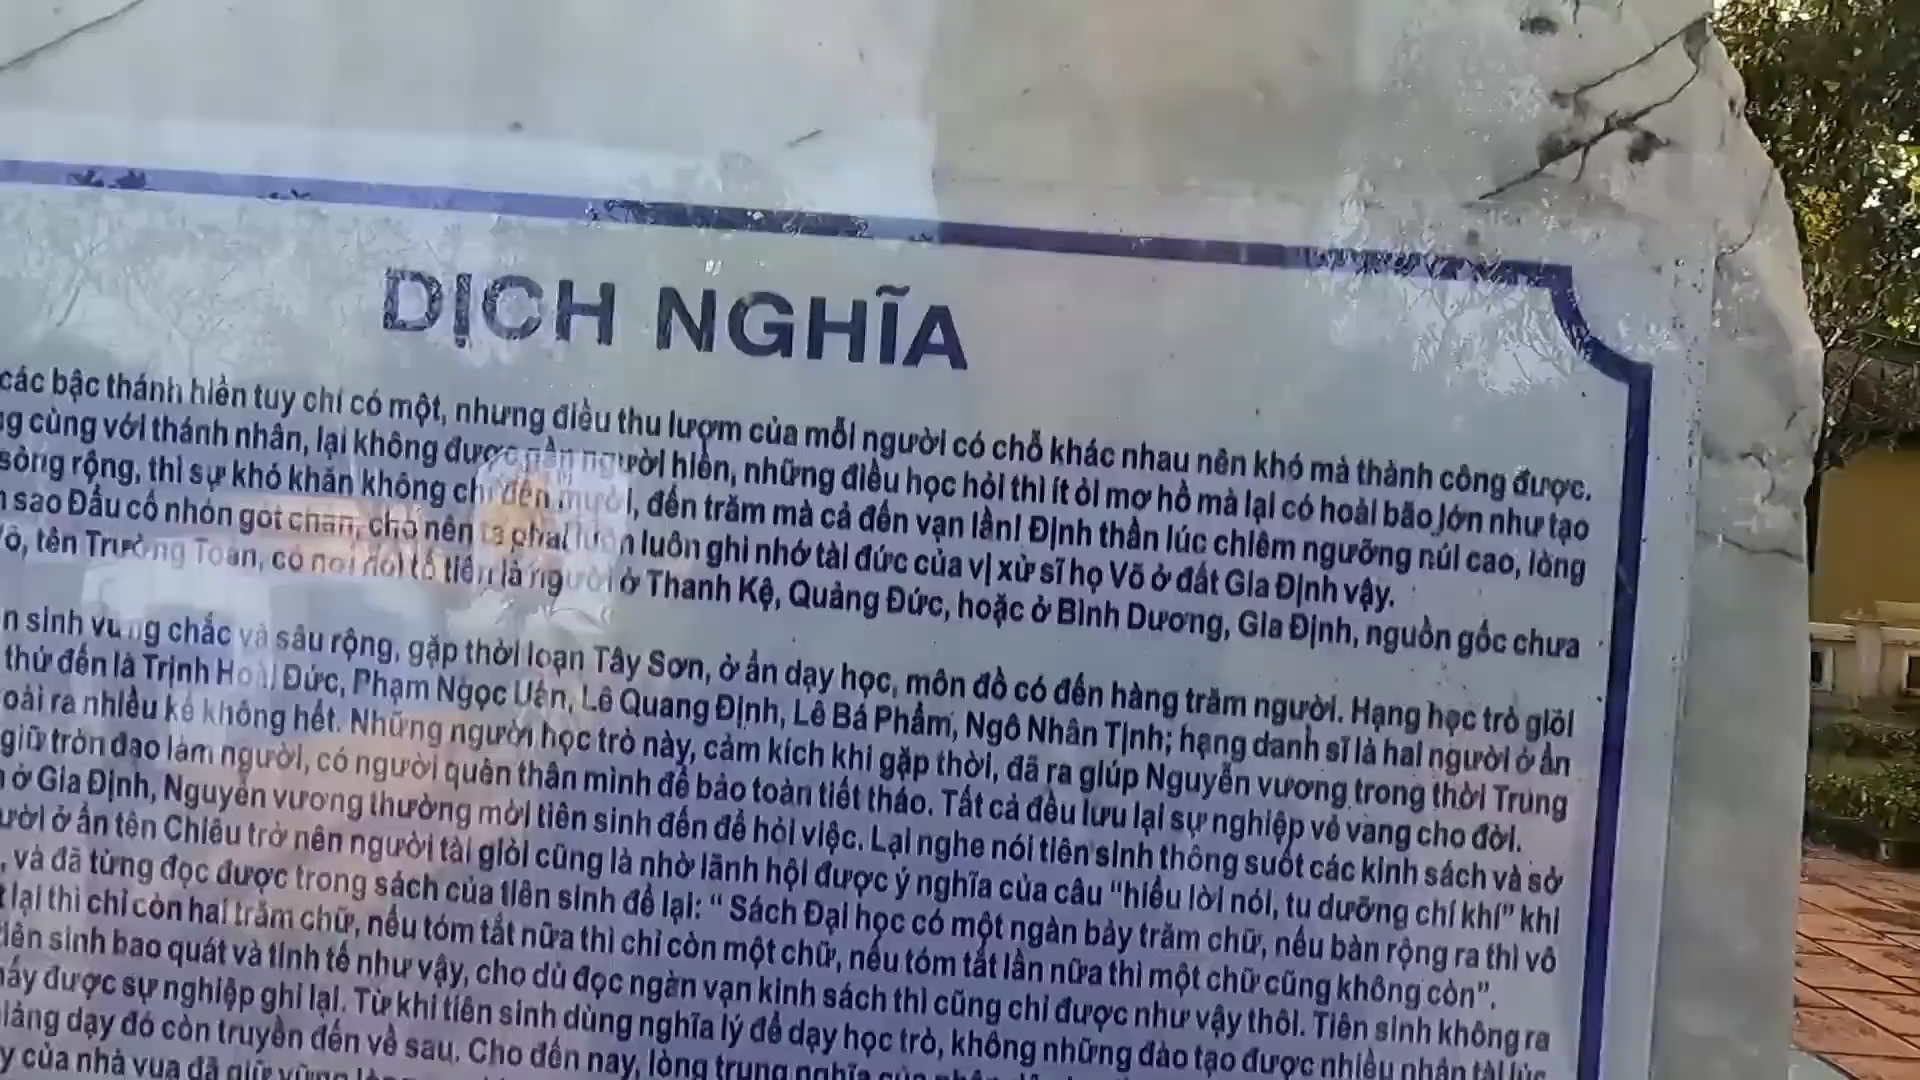 DỊCH NGHĨA
các bậc thánh hiền tuy chỉ có một, nhưng điều thu lượm của mỗi người có chỗ khác nhau nên khó mà thành công được.
cùng với thánh nhân, lại không được gần người hiền, những điều học hỏi thì ít ỏi mơ hồ mà lại có hoài bão lớn như tạo
sòng rộng, thì sự khó khăn không chỉ đến mười, đến trăm mà cả đến vạn lần! Định thần lúc chiêm ngưỡng núi cao, lòng
sao Đẩu cố nhón gót chân, cho nên ta phải luôn luôn ghi nhớ tài đức của vị xử sĩ họ Võ ở đất Gia Định vậy.
tên Trường Toản, có nơi nói tổ tiên là người ở Thanh Kệ, Quảng Đức, hoặc ở Bình Dương, Gia Định, nguồn gốc chưa
sinh vững chắc và sâu rộng, gặp thời loạn Tây Sơn, ở ẩn dạy học, môn đồ có đến hàng trăm người. Hạng học trò giỏi
thứ đến là Trịnh Hoài Đức, Phạm Ngọc Uẩn, Lê Quang Định, Lê Bá Phẩm, Ngô Nhân Tịnh; hạng danh sĩ là hai người ở ẩn
ra nhiều kẻ không hết. Những người học trò này, cảm kích khi gặp thời, đã ra giúp Nguyễn vương trong thời Trung
giữ tròn đạo làm người, có người quên thân mình để bảo toàn tiết tháo. Tất cả đều lưu lại sự nghiệp vẻ vang cho đời.
ở Gia Định, Nguyễn vương thường mời tiên sinh đến để hỏi việc. Lại nghe nói tiên sinh thông suốt các kinh sách và sở
ở ẩn tên Chiêu trở nên người tài giỏi cũng là nhờ lãnh hội được ý nghĩa của câu "hiểu lời nói, tu dưỡng chí khí" khi
, và đã từng đọc được trong sách của tiên sinh để lại: " Sách Đại học có một ngàn bảy trăm chữ, nếu bàn rộng ra thì vô
lại thì chỉ còn hai trăm chữ, nếu tóm tắt nữa thì chỉ còn một chữ, nếu tóm tắt lần nữa thì một chữ cũng không còn".
tiên sinh bao quát và tinh tế như vậy, cho dù đọc ngàn vạn kinh sách thì cũng chỉ được như vậy thôi. Tiên sinh không ra
được sự nghiệp ghi lại. Từ khi tiên sinh dùng nghĩa lý để dạy học trò, không những đào tạo được nhiều nhân tài lúc
dạy đó còn truyền đến về sau. Cho đến nay, lòng trung nghĩa của
của nhà vua đã giữ vững